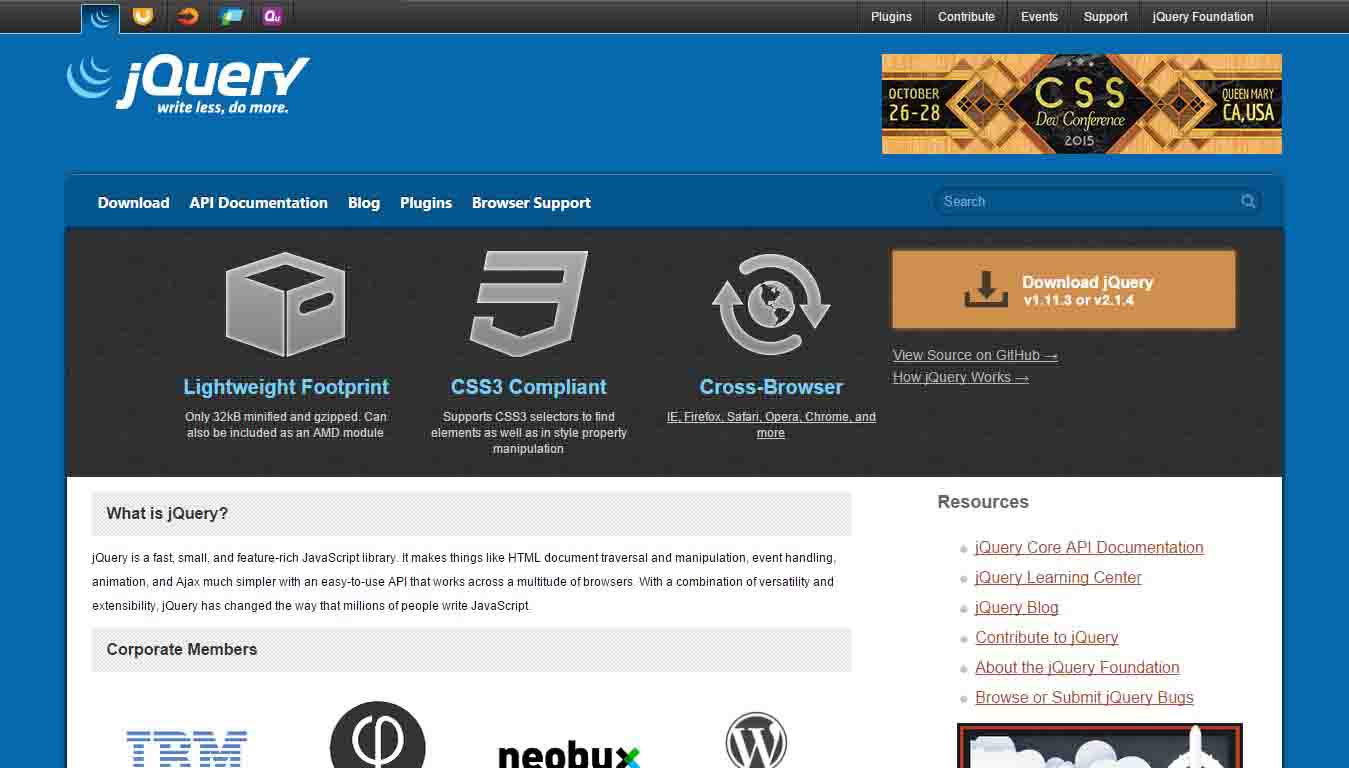 Qu
Plugins Contribute Events Support jQuery Foundation
jQuery
write less, do more.
OCTOBER
26-28
CSS
Dev Conference
2015
QUEEN MARY
CA, USA
Download API Documentation Blog Plugins Browser Support
Search
Lightweight Footprint
Only 32kB minified and gzipped. Can
also be included as an AMD module
CSS3 Compliant
Supports CSS3 selectors to find
elements as well as in style property
manipulation
Cross-Browser
IE, Firefox, Safari, Opera, Chrome, and
more
Download jQuery
v1.11.3 or v2.1.4
View Source on GitHub →
How jQuery Works →
What is jQuery?
jQuery is a fast, small, and feature-rich JavaScript library. It makes things like HTML document traversal and manipulation, event handling,
animation, and Ajax much simpler with an easy-to-use API that works across a multitude of browsers. With a combination of versatility and
extensibility, jQuery has changed the way that millions of people write JavaScript.
Corporate Members
IBM
neobux
W
Resources
jQuery Core API Documentation
jQuery Learning Center
jQuery Blog
Contribute to jQuery
About the jQuery Foundation
Browse or Submit jQuery Bugs